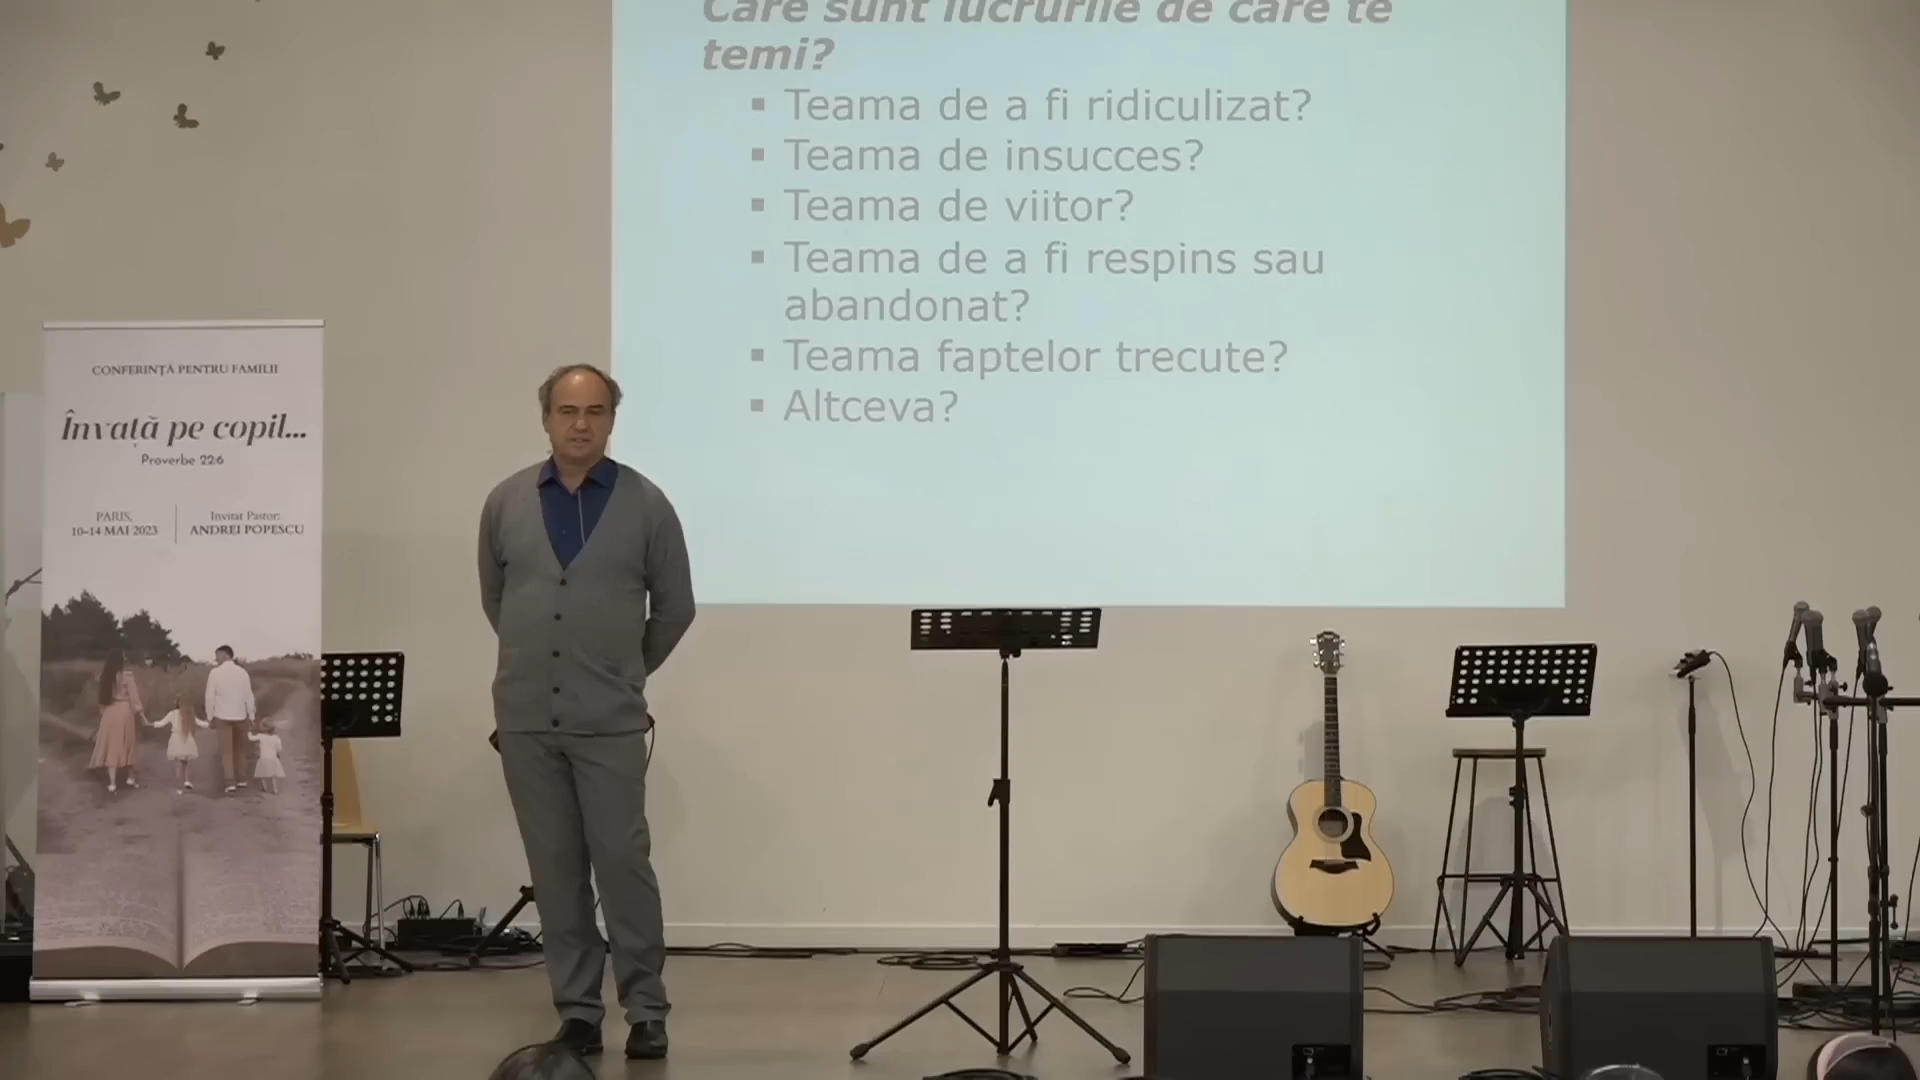 Care sunt lucrurile de care te
temi?
▪ Teama de a fi ridiculizat?
▪ Teama de insucces?
▪ Teama de viitor?
▪ Teama de a fi respins sau
abandonat?
▪ Teama faptelor trecute?
▪ Altceva?
CONFERINȚĂ PENTRU FAMILII
Învață pe copil...
Proverbe 22:6
PARIS,
10-14 MAI 2023
Invitat Pastor:
ANDREI POPESCU